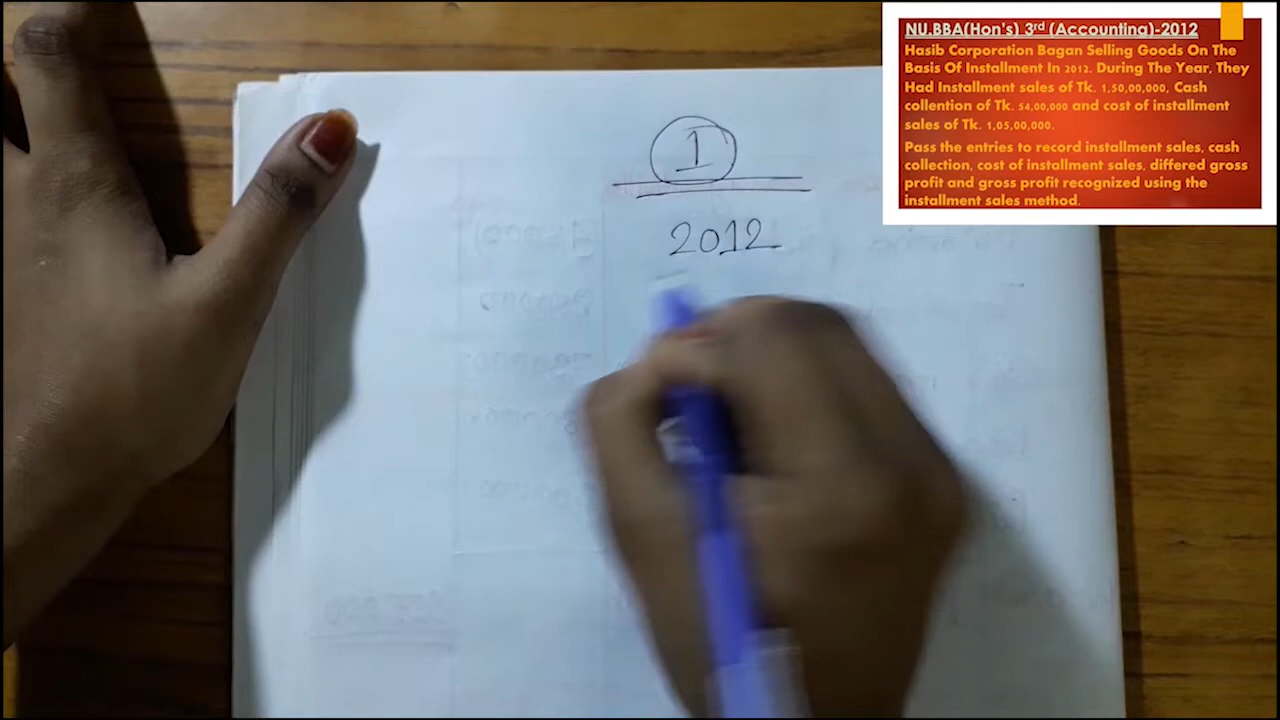 NU.BBA(Hon's) 3rd (Accounting)-2012
Hasib Corporation Bagan Selling Goods On The
Basis Of Installment In 2012. During The Year, They
Had Installment sales of Tk. 1,50,00,000, Cash
collention of Tk. 54,00,000 and cost of installment
sales of Tk. 1,05,00,000.
Pass the entries to record installment sales, cash
collection, cost of installment sales, differed gross
profit and gross profit recognized using the
installment sales method.
1
2012